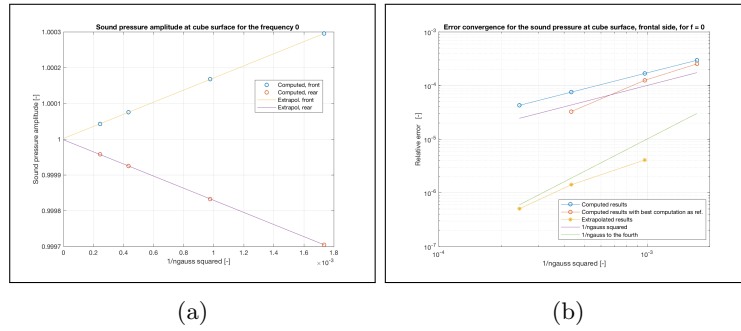 Sound pressure amplitude at cube surface for the frequency 0
1.0003
1.0002
1.0001
1
0.9999
0.9998
0.9997
Sound pressure amplitude [-]
Computed, front
Computed, rear
Extrapol. front
Extrapol, rear
0 0.2 0.4 0.6 0.8 1 1.2 1.4 1.6 1.8
×10⁻³
1/ngauss squared [-]
(a)
Error convergence for the sound pressure at cube surface, frontal side, for f = 0
10⁻³
10⁻⁴
10⁻⁵
10⁻⁶
10⁻⁷
Relative error [-]
Computed results
Computed results with best computation as ref.
Extrapolated results
1/ngauss squared
1/ngauss to the fourth
10⁻⁴ 10⁻³
1/ngauss squared [-]
(b)